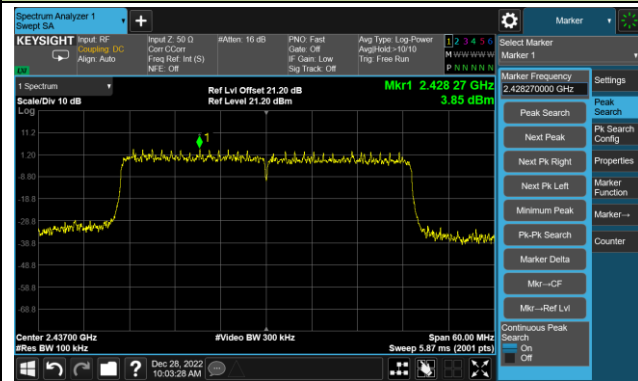 Spectrum Analyzer 1
Swept SA
KEYSIGHT
Input: RF
Coupling: DC
Align: Auto
Input Z: 50 Ω
Corr CCorr
Freq Ref: Int (S)
NFE: Off
#Atten: 16 dB
PNO: Fast
Gate: Off
IF Gain: Low
Sig Track: Off
Avg Type: Log-Power
Avg|Hold:>10/10
Trig: Free Run
1 2 3 4 5 6
M W W W W W
P N N N N N
LXI
1 Spectrum
Scale/Div 10 dB
Log
Ref Lvl Offset 21.20 dB
Ref Level 21.20 dBm
Mkr1 2.428 27 GHz
3.85 dBm
1
11.2
1.20
-8.80
-18.8
-28.8
-38.8
-48.8
-58.8
-68.8
Center 2.43700 GHz
#Res BW 100 kHz
#Video BW 300 kHz
Span 60.00 MHz
Sweep 5.87 ms (2001 pts)
Dec 28, 2022
10:03:28 AM
Marker
Select Marker
Marker 1
Marker Frequency
2.428270000 GHz
Peak Search
Next Peak
Next Pk Right
Next Pk Left
Minimum Peak
Pk-Pk Search
Marker Delta
Mkr→CF
Mkr→Ref Lvl
Continuous Peak
Search
On
Off
Settings
Peak
Search
Pk Search
Config
Properties
Marker
Function
Marker→
Counter